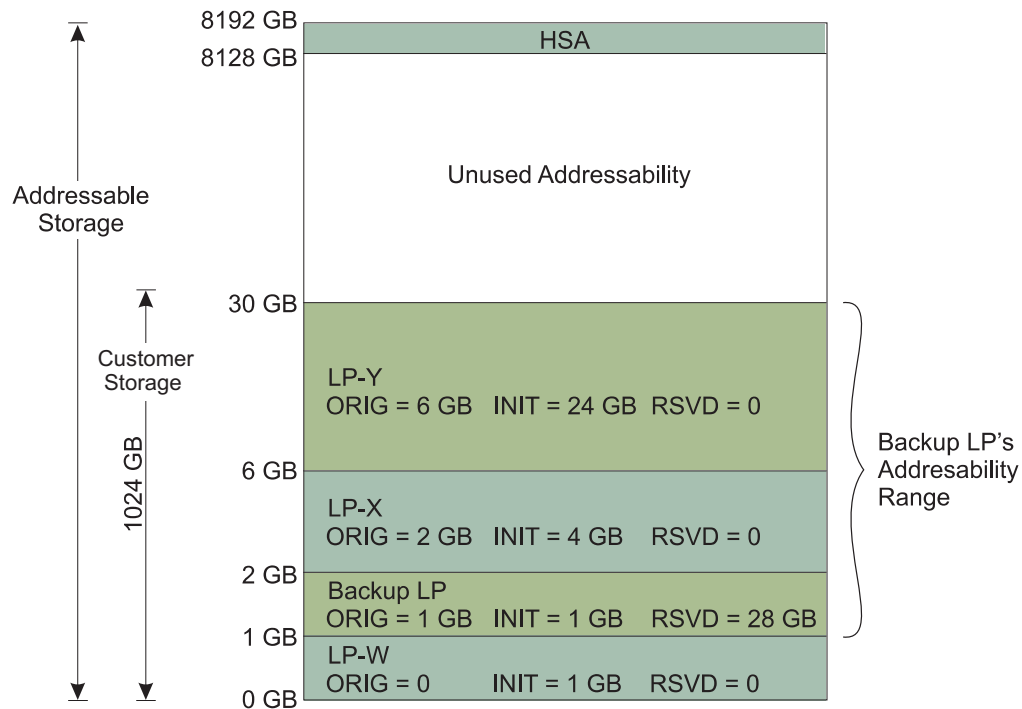 8192 GB
HSA
8128 GB
Unused Addressability
Addressable
Storage
30 GB
Customer
Storage
1024 GB
LP-Y
ORIG = 6 GB INIT = 24 GB RSVD = 0
6 GB
Backup LP's
Addresability
Range
LP-X
ORIG = 2 GB INIT = 4 GB RSVD = 0
2 GB
Backup LP
ORIG = 1 GB INIT = 1 GB RSVD = 28 GB
1 GB
LP-W
ORIG = 0 INIT = 1 GB RSVD = 0
0 GB